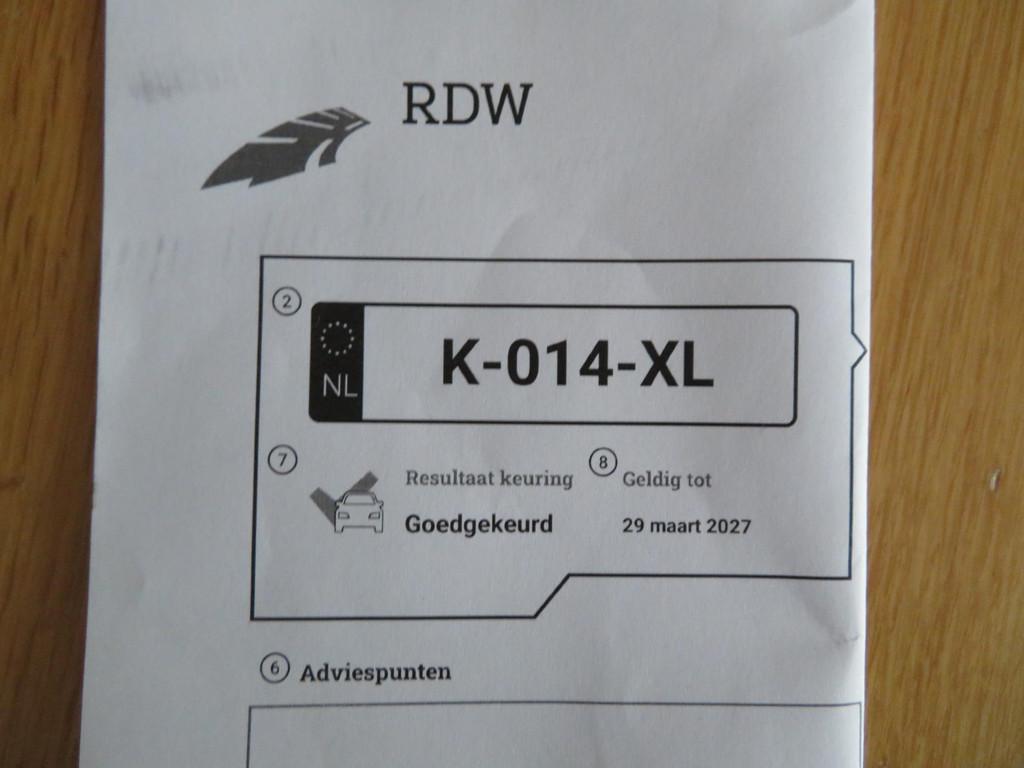 RDW
2
NL
K-014-XL
7
Resultaat keuring
Goedgekeurd
8
Geldig tot
29 maart 2027
6 Adviespunten